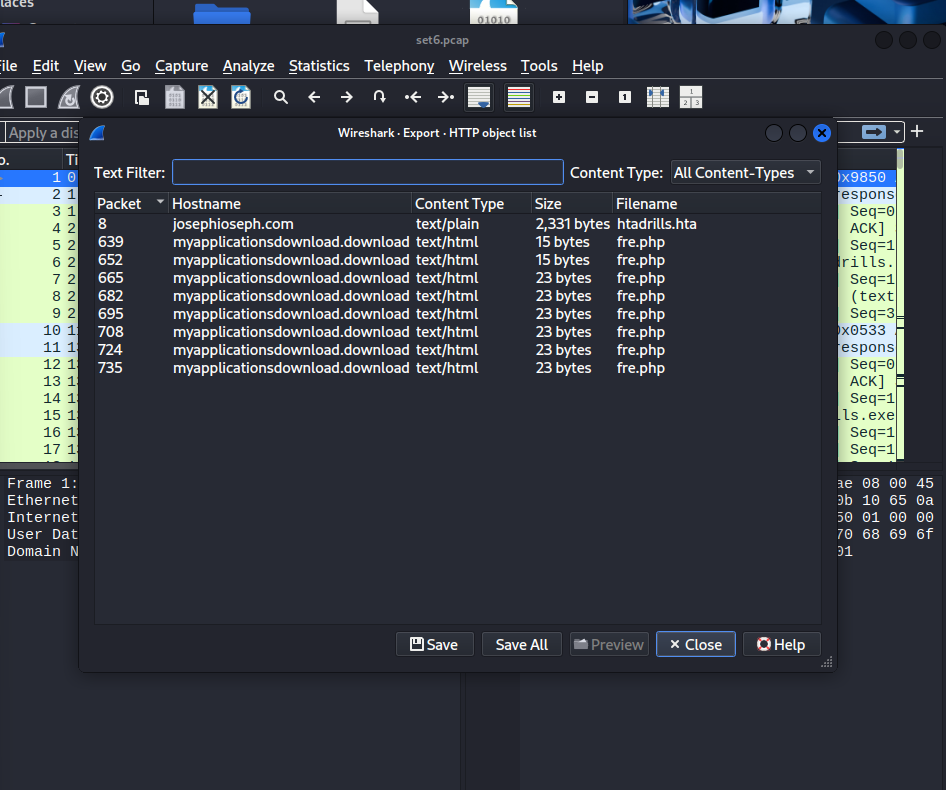 laces
01010
set6.pcap
File Edit View Go Capture Analyze Statistics Telephony Wireless Tools Help
Apply a dis
Wireshark · Export · HTTP object list
Text Filter: Content Type: All Content-Types
Packet Hostname Content Type Size Filename
8 josephioseph.com text/plain 2,331 bytes htadrills.hta
639 myapplicationsdownload.download text/html 15 bytes fre.php
652 myapplicationsdownload.download text/html 15 bytes fre.php
665 myapplicationsdownload.download text/html 23 bytes fre.php
682 myapplicationsdownload.download text/html 23 bytes fre.php
695 myapplicationsdownload.download text/html 23 bytes fre.php
708 myapplicationsdownload.download text/html 23 bytes fre.php
724 myapplicationsdownload.download text/html 23 bytes fre.php
735 myapplicationsdownload.download text/html 23 bytes fre.php
Save Save All Preview Close Help
o. Ti
1 0 0x9850
2 1 respons
3 1 Seq=0
4 2 ACK]
5 2 Seq=1
6 2 drills.
7 2 Seq=1
8 2 (text
9 2 Seq=3
10 1 0x0533
11 1 respons
12 13 Seq=0
13 13 ACK]
14 13 Seq=1
15 13 lls.exe
16 13 Seq=1
17 13 Seq=1
Frame 1: ae 08 00 45
Ethernet 0b 10 65 0a
Internet 50 01 00 00
User Dat 70 68 69 6f
Domain N 01